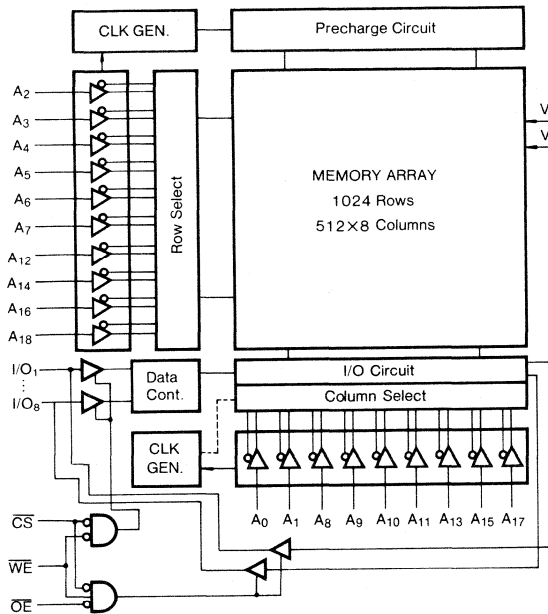 CLK GEN.
Precharge Circuit
A2
A3
A4
A5
A6
A7
A12
A14
A16
A18
Row Select
MEMORY ARRAY
1024 Rows
512×8 Columns
V
V
I/O1
I/O8
Data
Cont.
I/O Circuit
Column Select
CLK
GEN.
A0 A1 A8 A9 A10 A11 A13 A15 A17
CS
WE
OE